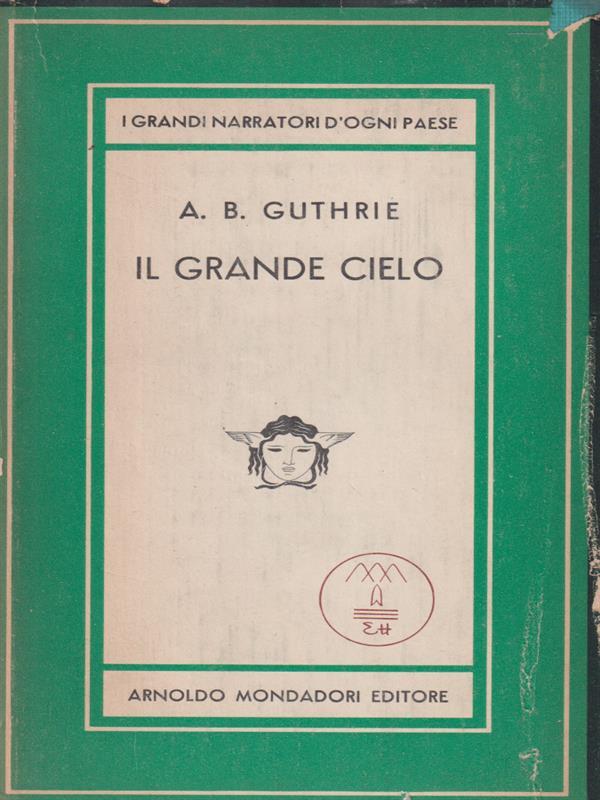 I GRANDI NARRATORI D'OGNI PAESE
A. B. GUTHRIE
IL GRANDE CIELO
ARNOLDO MONDADORI EDITORE